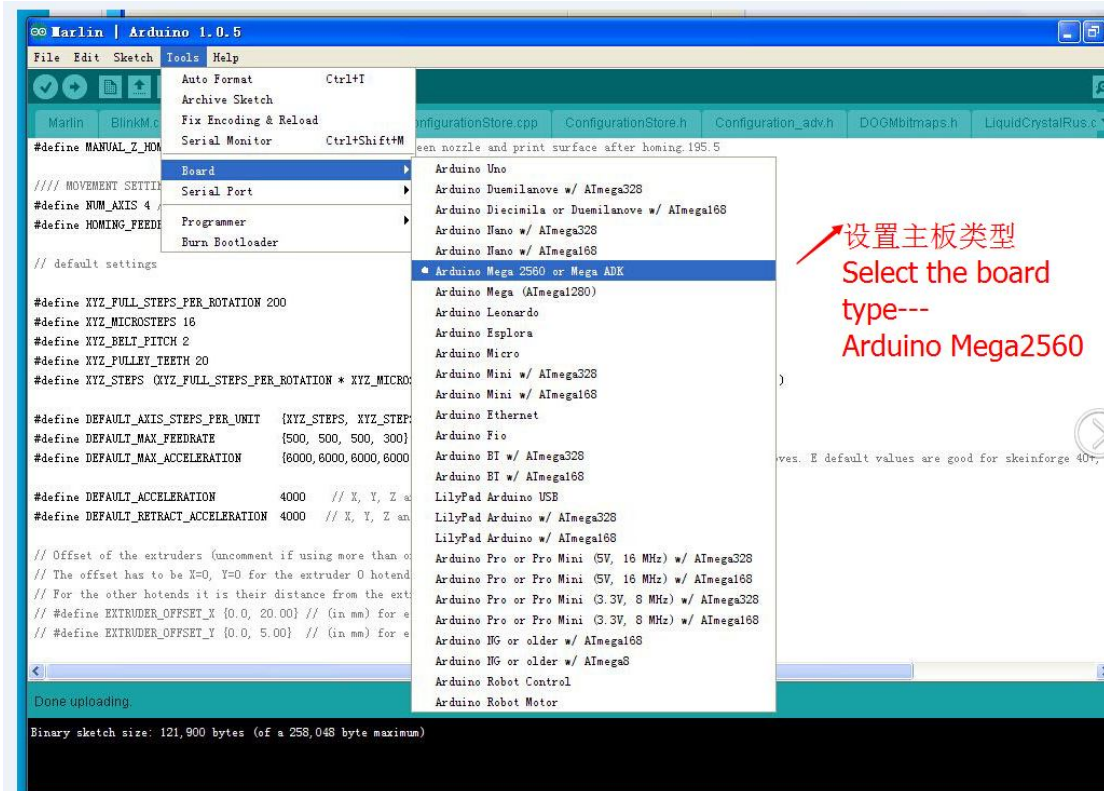 Marlin | Arduino 1.0.5
File Edit Sketch Tools Help
Auto Format Ctrl+T
Archive Sketch
Fix Encoding & Reload
Serial Monitor Ctrl+Shift+M
Board
Serial Port
Programmer
Burn Bootloader
Marlin BlinkM.c onfigurationStore.cpp ConfigurationStore.h Configuration_adv.h DOGMbitmaps.h LiquidCrystalRus.c
#define MANUAL_Z_HOM een nozzle and print surface after homing.195.5
//// MOVEMENT SETTIN
#define NUM_AXIS 4 /
#define HOMING_FEEDR
// default settings
#define XYZ_FULL_STEPS_PER_ROTATION 200
#define XYZ_MICROSTEPS 16
#define XYZ_BELT_PITCH 2
#define XYZ_PULLEY_TEETH 20
#define XYZ_STEPS (XYZ_FULL_STEPS_PER_ROTATION * XYZ_MICROS )
#define DEFAULT_AXIS_STEPS_PER_UNIT {XYZ_STEPS, XYZ_STEPS
#define DEFAULT_MAX_FEEDRATE {500, 500, 500, 300}
#define DEFAULT_MAX_ACCELERATION {6000,6000,6000,6000 oves. E default values are good for skeinforge 40+,
#define DEFAULT_ACCELERATION 4000 // X, Y, Z a
#define DEFAULT_RETRACT_ACCELERATION 4000 // X, Y, Z an
// Offset of the extruders (uncomment if using more than o
// The offset has to be X=0, Y=0 for the extruder 0 hotend
// For the other hotends it is their distance from the ext
// #define EXTRUDER_OFFSET_X {0.0, 20.00} // (in mm) for e
// #define EXTRUDER_OFFSET_Y {0.0, 5.00} // (in mm) for e
Arduino Uno
Arduino Duemilanove w/ ATmega328
Arduino Diecimila or Duemilanove w/ ATmega168
Arduino Nano w/ ATmega328
Arduino Nano w/ ATmega168
Arduino Mega 2560 or Mega ADK
Arduino Mega (ATmega1280)
Arduino Leonardo
Arduino Esplora
Arduino Micro
Arduino Mini w/ ATmega328
Arduino Mini w/ ATmega168
Arduino Ethernet
Arduino Fio
Arduino BT w/ ATmega328
Arduino BT w/ ATmega168
LilyPad Arduino USB
LilyPad Arduino w/ ATmega328
LilyPad Arduino w/ ATmega168
Arduino Pro or Pro Mini (5V, 16 MHz) w/ ATmega328
Arduino Pro or Pro Mini (5V, 16 MHz) w/ ATmega168
Arduino Pro or Pro Mini (3.3V, 8 MHz) w/ ATmega328
Arduino Pro or Pro Mini (3.3V, 8 MHz) w/ ATmega168
Arduino NG or older w/ ATmega168
Arduino NG or older w/ ATmega8
Arduino Robot Control
Arduino Robot Motor
设置主板类型
Select the board
type---
Arduino Mega2560
Done uploading.
Binary sketch size: 121,900 bytes (of a 258,048 byte maximum)